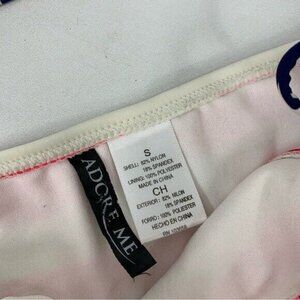 ADORE ME
S
SHELL: 82% NYLON
18% SPANDEX
LINING: 100% POLYESTER
MADE IN CHINA
CH
EXTERIOR: 82% NILON
18% SPANDEX
FORRO: 100% POLYESTER
HECHO EN CHINA